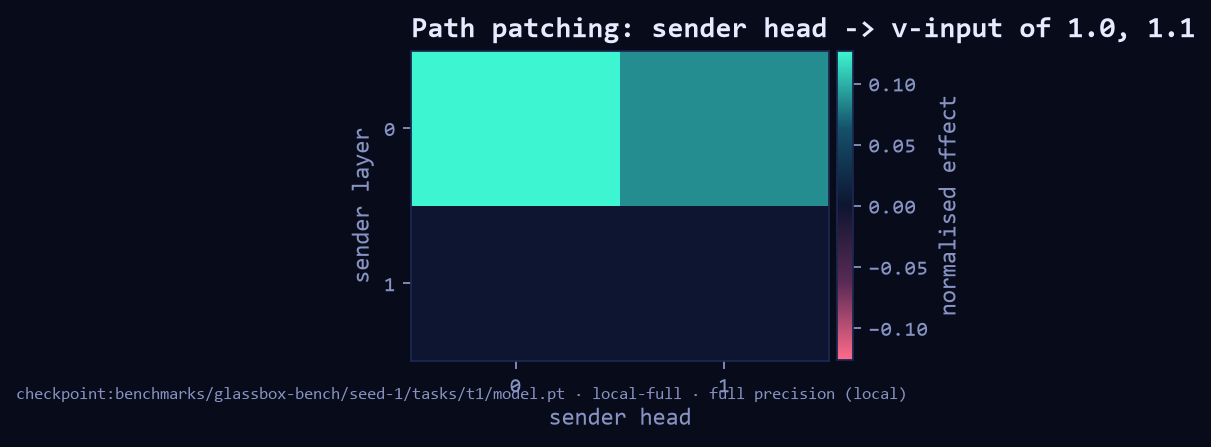 Path patching: sender head -> v-input of 1.0, 1.1
sender layer
0
1
0.10
0.05
0.00
−0.05
−0.10
normalised effect
0
1
checkpoint:benchmarks/glassbox-bench/seed-1/tasks/t1/model.pt · local-full · full precision (local)
sender head